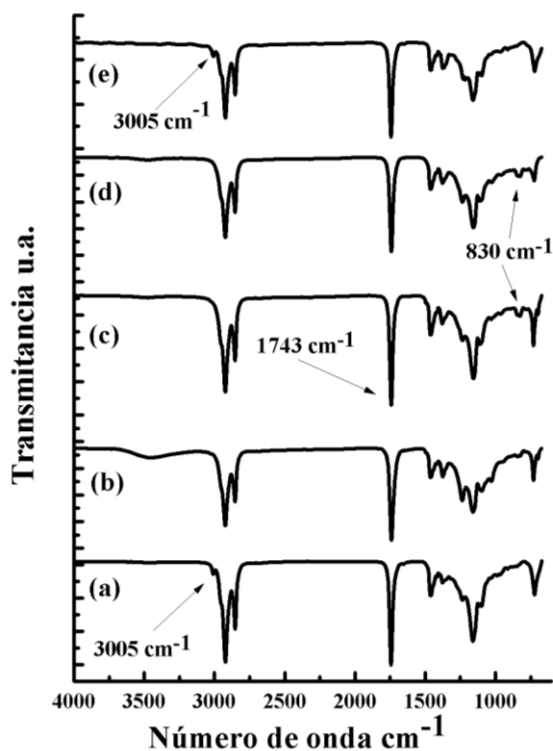 Transmitancia u.a.
(e)
3005 cm-1
(d)
830 cm-1
(c)
1743 cm-1
(b)
(a)
3005 cm-1
4000 3500 3000 2500 2000 1500 1000
Número de onda cm-1